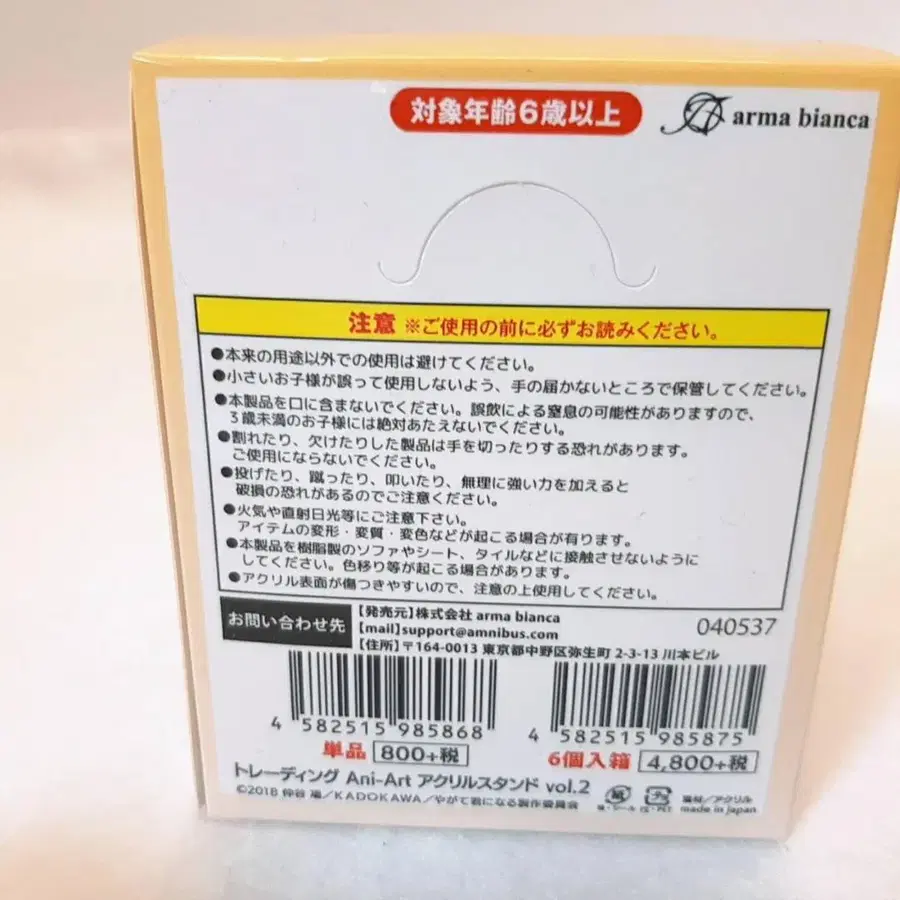 対象年齢6歳以上
arma bianca
注意 ※ご使用の前に必ずお読みください。
●本来の用途以外での使用は避けてください。
●小さいお子様が誤って使用しないよう、手の届かないところで保管してください。
●本製品を口に含まないでください。誤飲による窒息の可能性がありますので、
3歳未満のお子様には絶対あたえないでください。
●割れたり、欠けたりした製品は手を切ったりする恐れがあります。
ご使用にならないでください。
●投げたり、蹴ったり、叩いたり、無理に強い力を加えると
破損の恐れがあるのでご注意ください。
●火気や直射日光等にご注意下さい。
アイテムの変形・変質・変色などが起こる場合が有ります。
●本製品を樹脂製のソファやシート、タイルなどに接触させないように
してください。色移り等が起こる場合があります。
●アクリル表面が傷つきやすいので、注意の上使用してください。
お問い合わせ先
【発売元】株式会社 arma bianca
【mail】support@amnibus.com
【住所】〒164-0013 東京都中野区弥生町 2-3-13 川本ビル
040537
4 582515 985868
4 582515 985875
単品 800+税
6個入箱 4,800+税
トレーディング Ani-Art アクリルスタンド vol.2
©2018 仲谷 鳰/KADOKAWA/やがて君になる製作委員会
紙
箱・シール
PE・PET
素材/アクリル
made in Japan